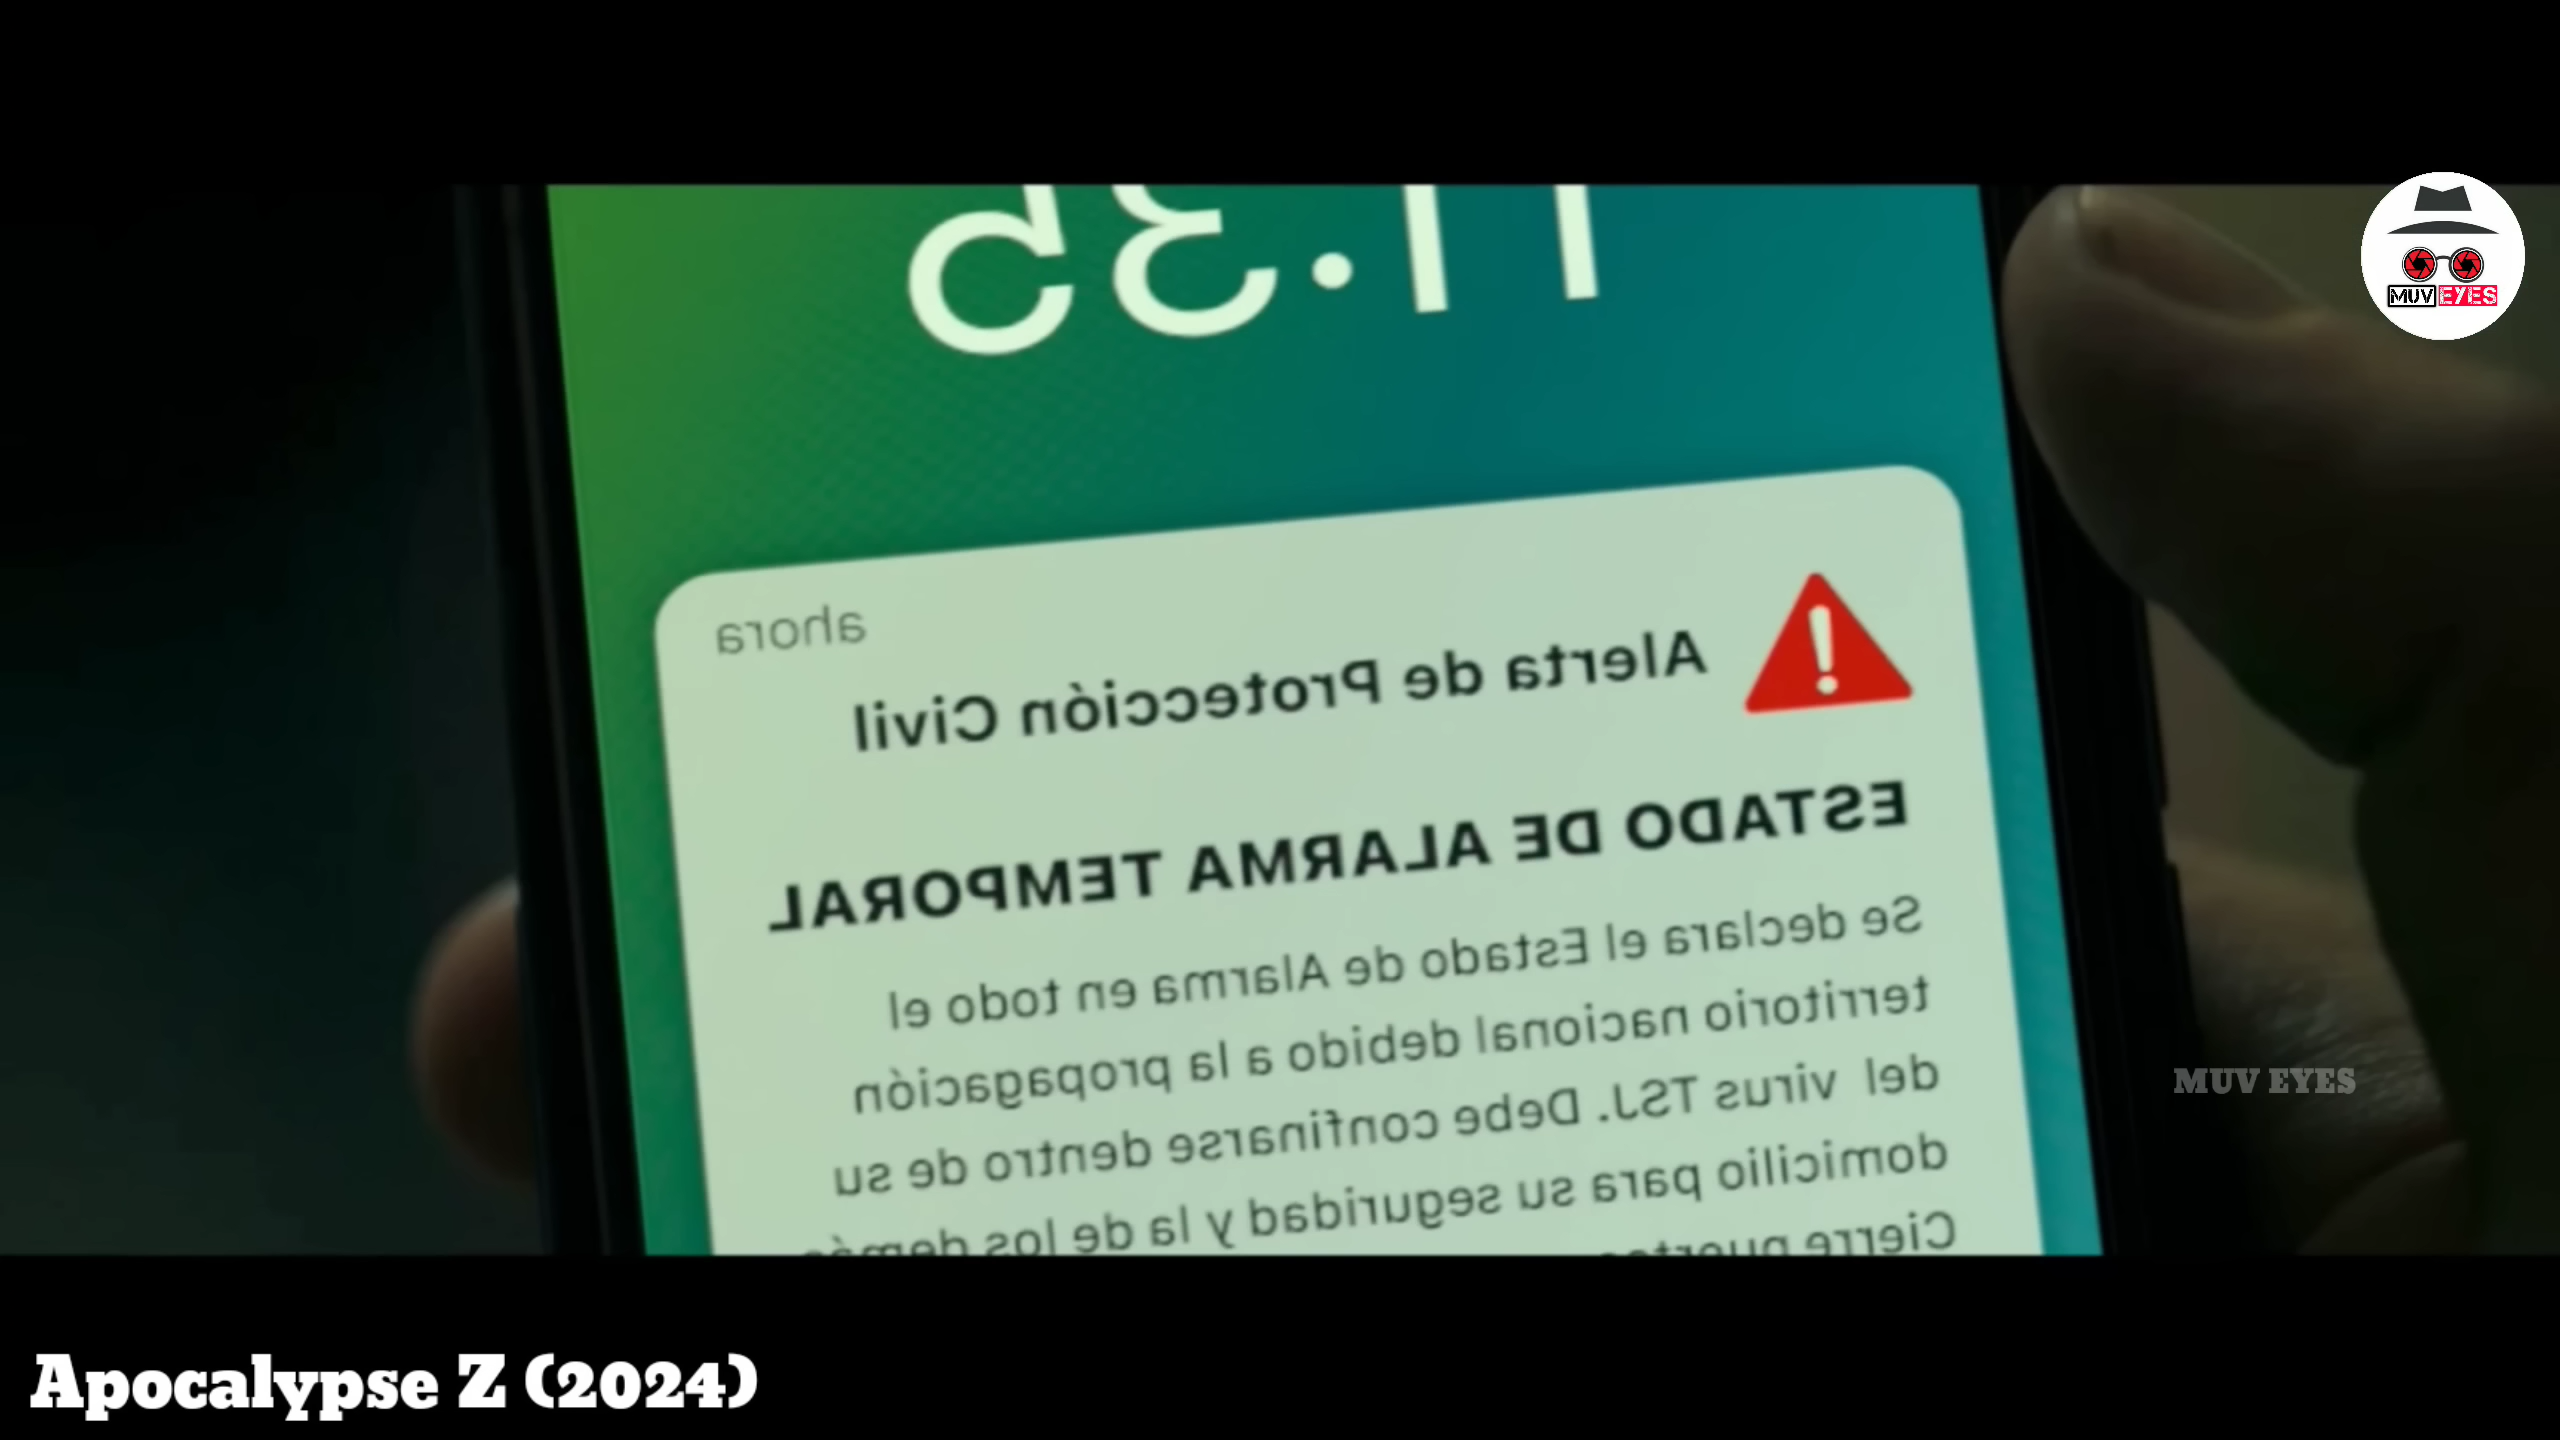 11:35
MUV EYES
ahora
Alerta de Protección Civil
ESTADO DE ALARMA TEMPORAL
Se declara el Estado de Alarma en todo el
territorio nacional debido a la propagación
del virus TSJ. Debe confinarse dentro de su
domicilio para su seguridad y la de los demás
Cierre puertas
MUV EYES
Apocalypse Z (2024)